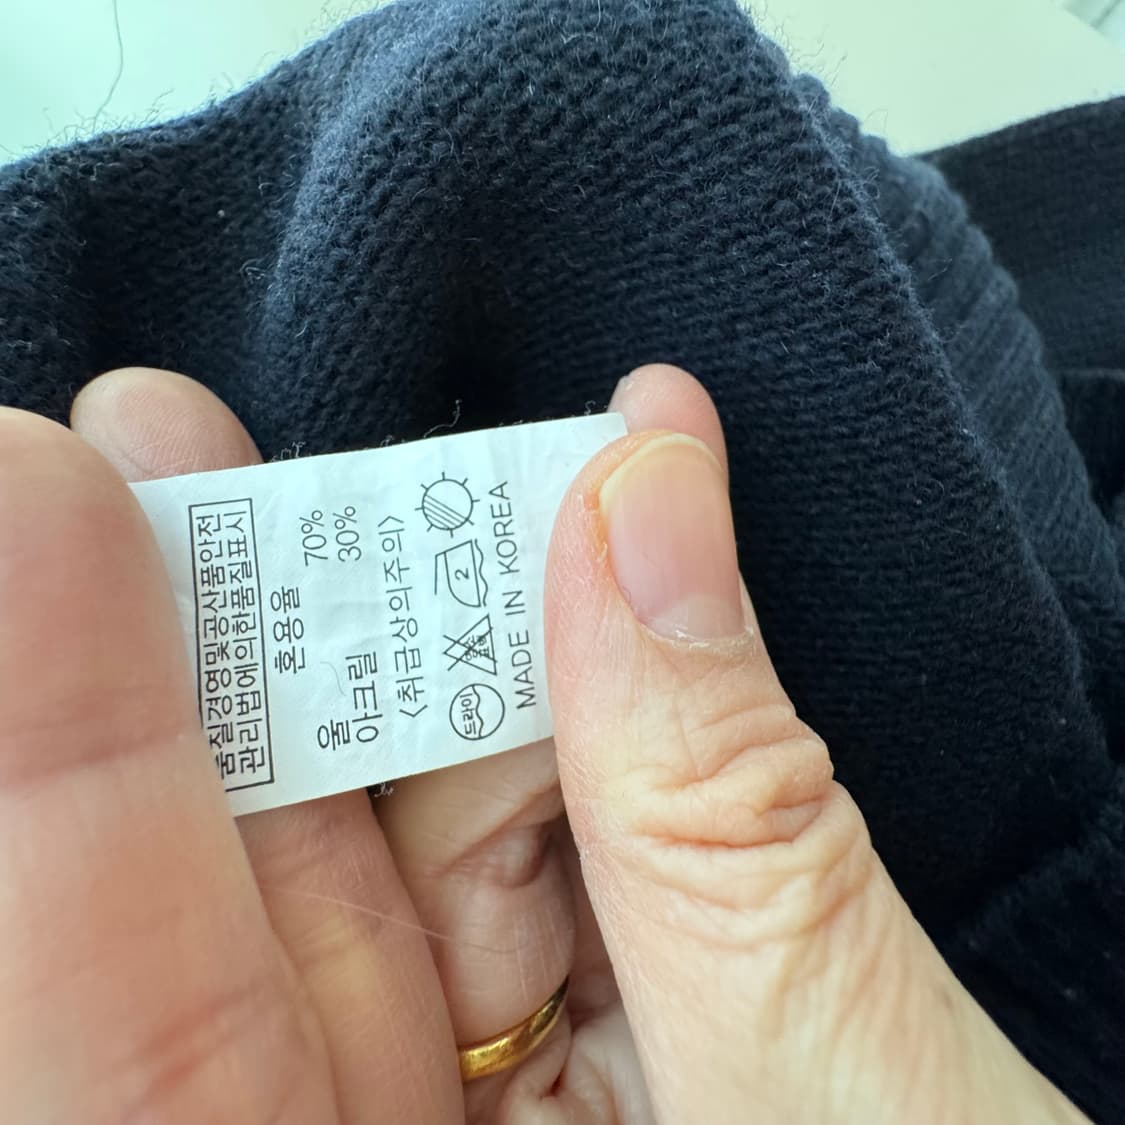 품질경영및공산품안전
관리법에의한품질표시
혼용율
울 70%
아크릴 30%
<취급상의주의>
드라이 2
MADE IN KOREA